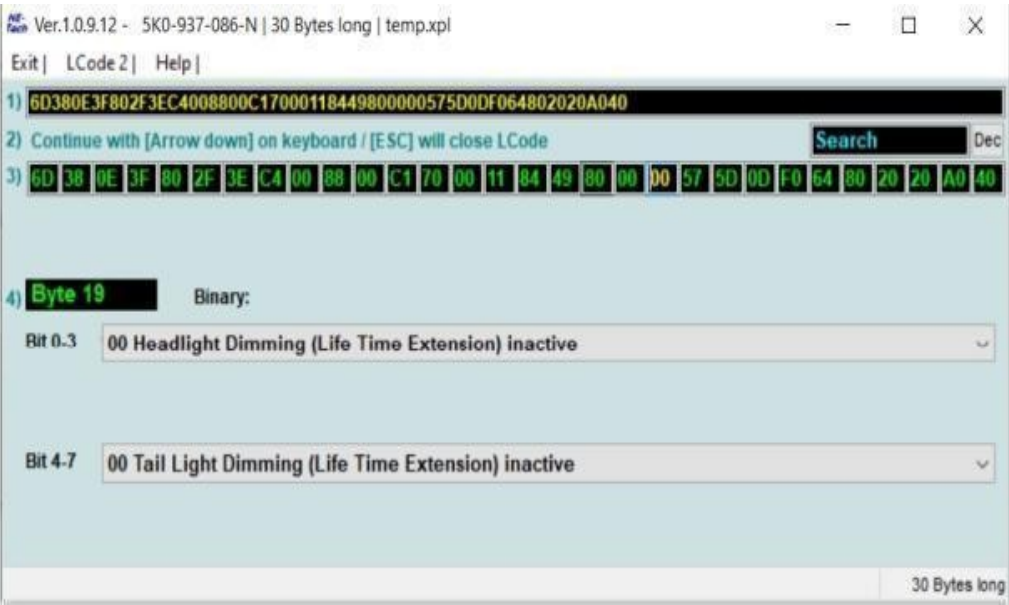 Ver.1.0.9.12 - 5K0-937-086-N | 30 Bytes long | temp.xpl
Exit | LCode 2 | Help |
1) 6D380E3F802F3EC4008800C17000118449800000575D0DF064802020A040
2) Continue with [Arrow down] on keyboard / [ESC] will close LCode Search Dec
3) 6D 38 0E 3F 80 2F 3E C4 00 88 00 C1 70 00 11 84 49 80 00 00 57 5D 0D F0 64 80 20 20 A0 40
4) Byte 19 Binary:
Bit 0-3 00 Headlight Dimming (Life Time Extension) inactive
Bit 4-7 00 Tail Light Dimming (Life Time Extension) inactive
30 Bytes long